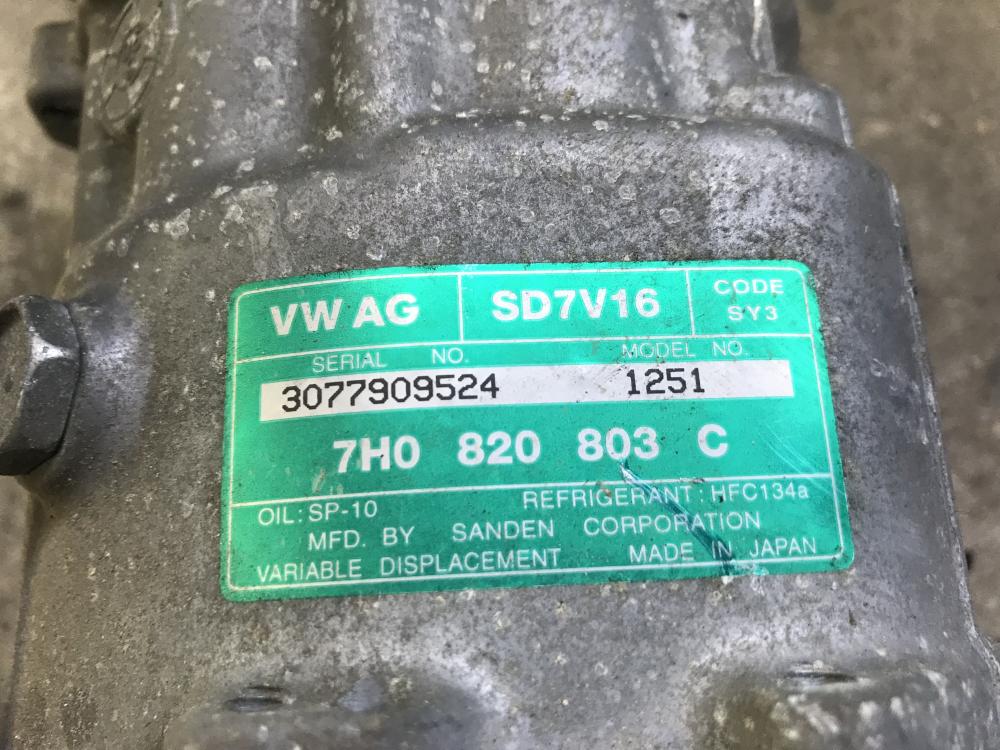 VW AG SD7V16 CODE SY3
SERIAL NO. MODEL NO.
3077909524 1251
7H0 820 803 C
OIL: SP-10 REFRIGERANT: HFC134a
MFD. BY SANDEN CORPORATION
VARIABLE DISPLACEMENT MADE IN JAPAN